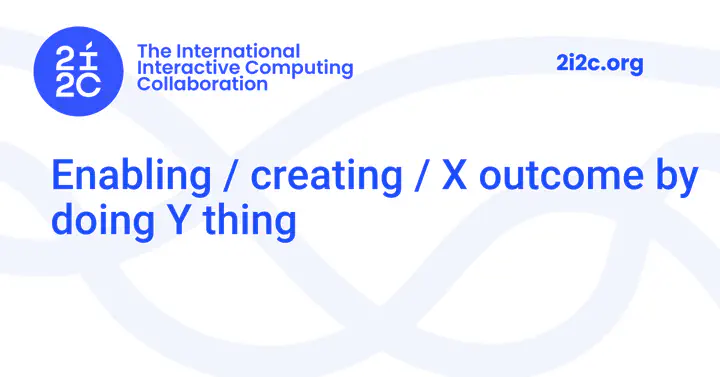 2i2c
The International
Interactive Computing
Collaboration
2i2c.org
Enabling / creating / X outcome by
doing Y thing